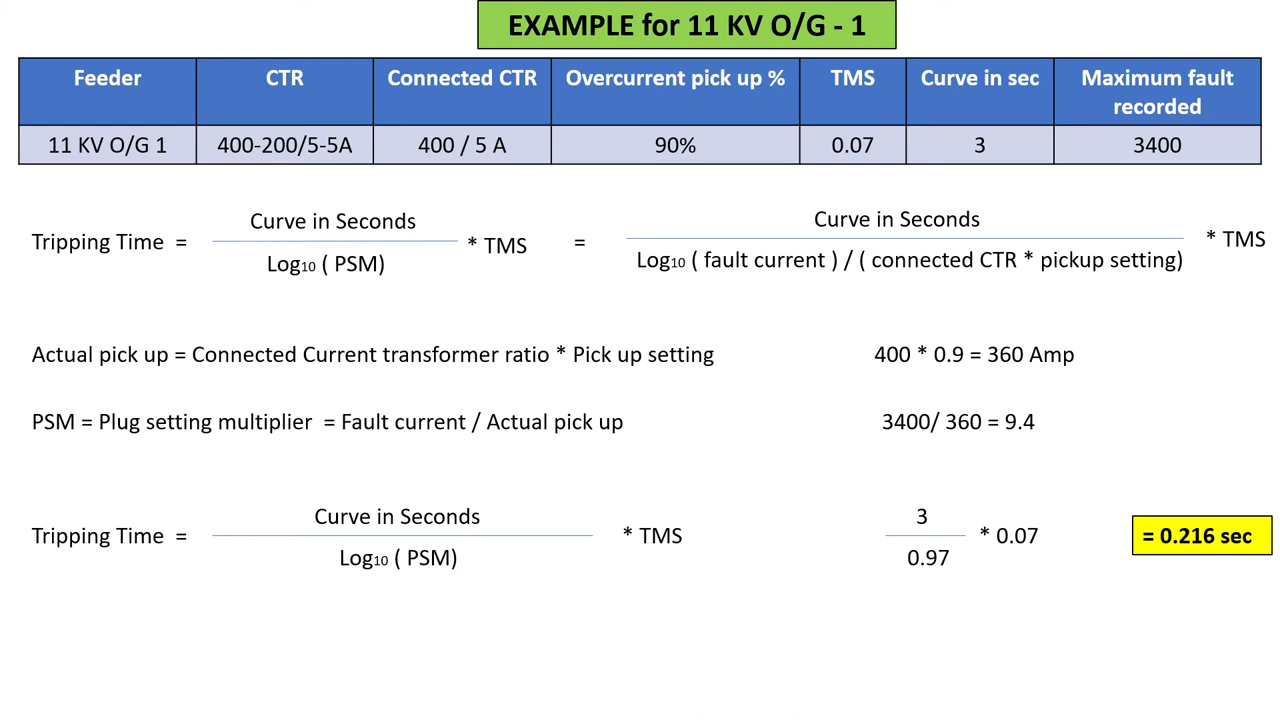 EXAMPLE for 11 KV O/G - 1
Feeder CTR Connected CTR Overcurrent pick up % TMS Curve in sec Maximum fault recorded
11 KV O/G 1 400-200/5-5A 400 / 5 A 90% 0.07 3 3400
Curve in Seconds
Tripping Time = * TMS
Log10 ( PSM)
=
Curve in Seconds
* TMS
Log10 ( fault current ) / ( connected CTR * pickup setting)
Actual pick up = Connected Current transformer ratio * Pick up setting
400 * 0.9 = 360 Amp
PSM = Plug setting multiplier = Fault current / Actual pick up
3400/ 360 = 9.4
Curve in Seconds
Tripping Time = * TMS
Log10 ( PSM)
3
* 0.07
0.97
= 0.216 sec